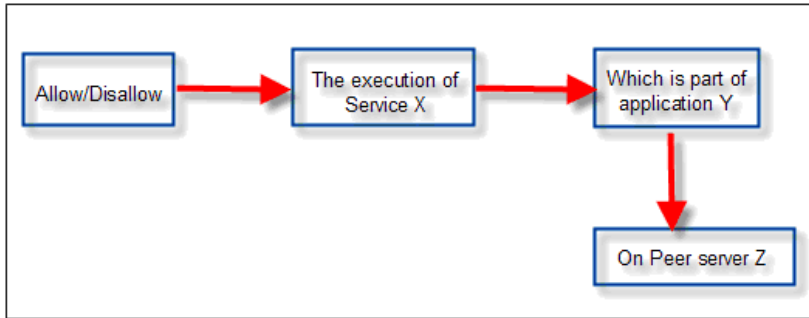 Allow/Disallow
The execution of
Service X
Which is part of
application Y
On Peer server Z